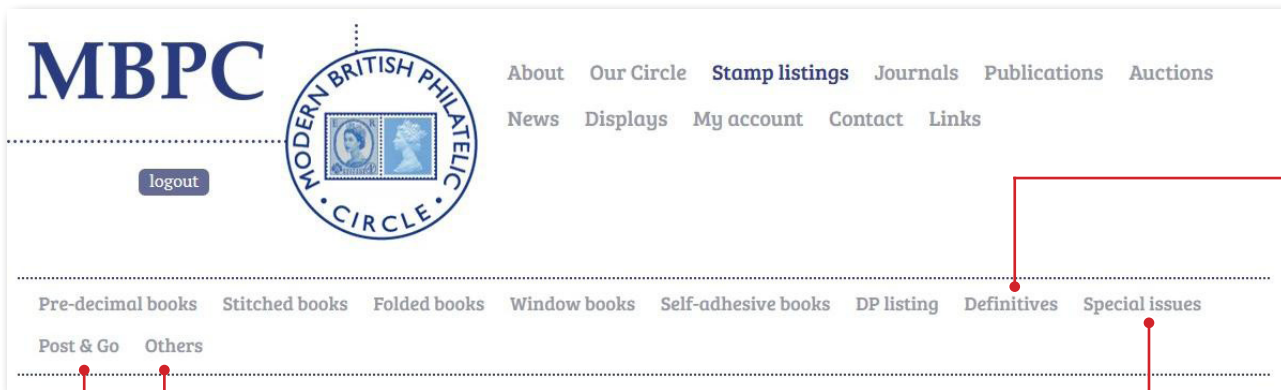 MBPC
MODERN BRITISH PHILATELIC
CIRCLE
E R
logout
About Our Circle Stamp listings Journals Publications Auctions
News Displays My account Contact Links
Pre-decimal books Stitched books Folded books Window books Self-adhesive books DP listing Definitives Special issues
Post & Go Others